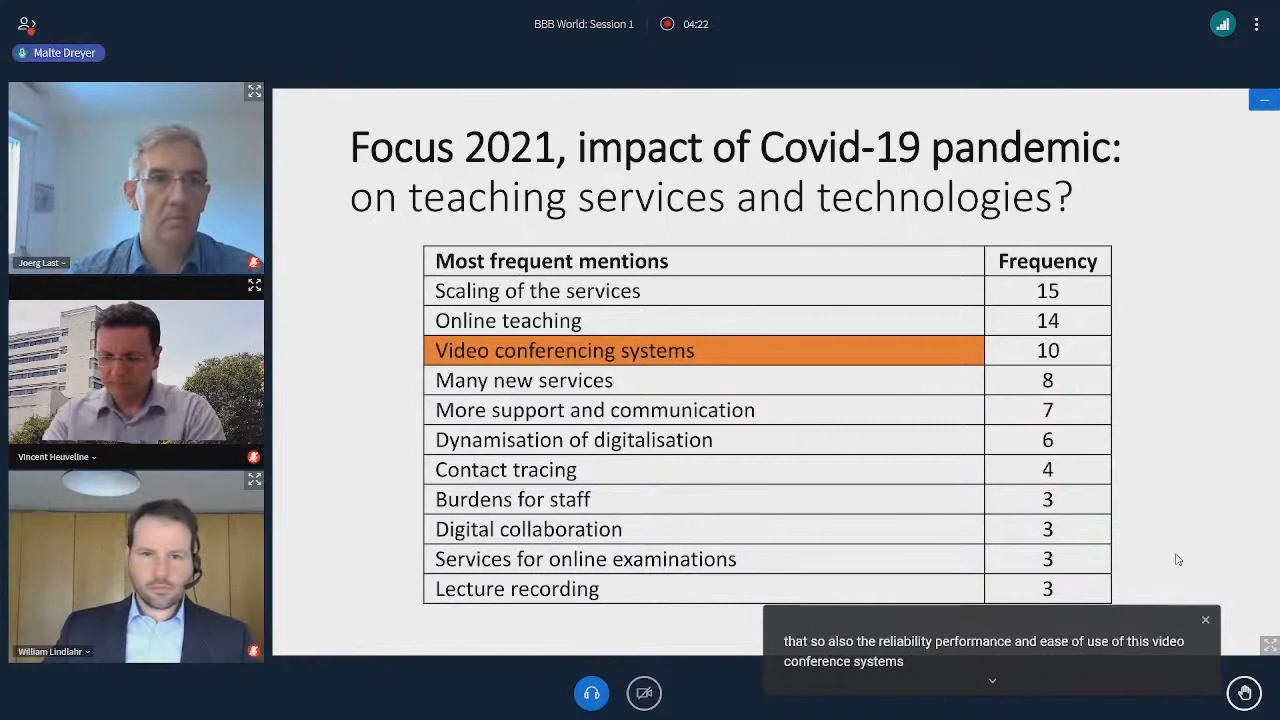 BBB World: Session 1
04:22
Malte Dreyer
Joerg Last
Vincent Heuveline
William Lindlahr
Focus 2021, impact of Covid-19 pandemic:
on teaching services and technologies?
Most frequent mentions Frequency
Scaling of the services 15
Online teaching 14
Video conferencing systems 10
Many new services 8
More support and communication 7
Dynamisation of digitalisation 6
Contact tracing 4
Burdens for staff 3
Digital collaboration 3
Services for online examinations 3
Lecture recording 3
that so also the reliability performance and ease of use of this video
conference systems